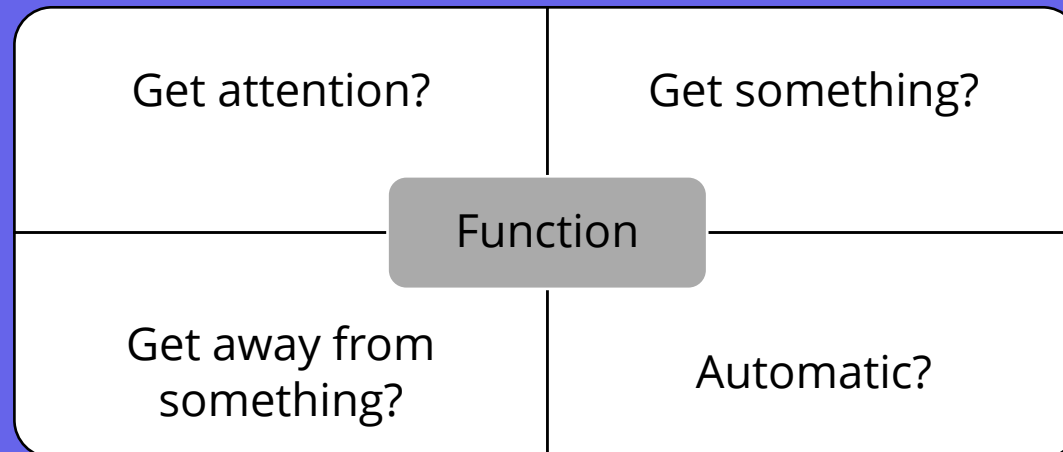 Get attention?
Get something?
Function
Get away from
something?
Automatic?